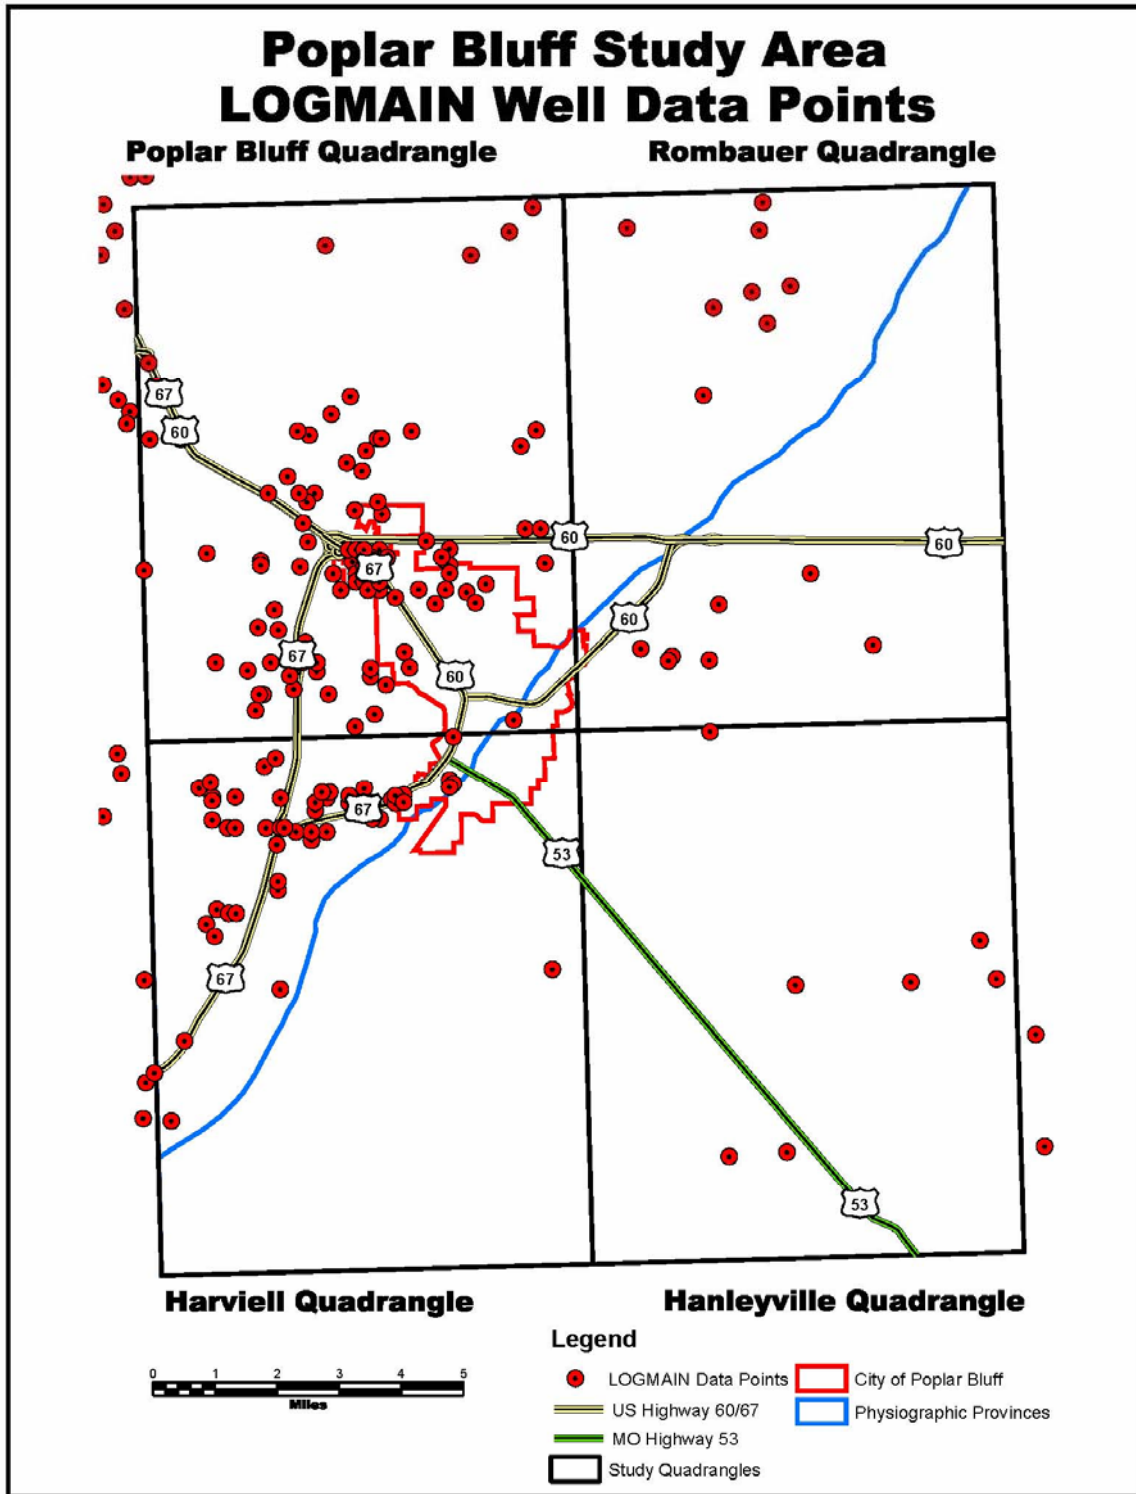 Poplar Bluff Study Area
LOGMAIN Well Data Points
Poplar Bluff Quadrangle
Rombauer Quadrangle
67
60
60
60
67
60
67
60
67
53
67
53
Harviell Quadrangle
Hanleyville Quadrangle
Legend
0 1 2 3 4 5
Miles
LOGMAIN Data Points
City of Poplar Bluff
US Highway 60/67
Physiographic Provinces
MO Highway 53
Study Quadrangles